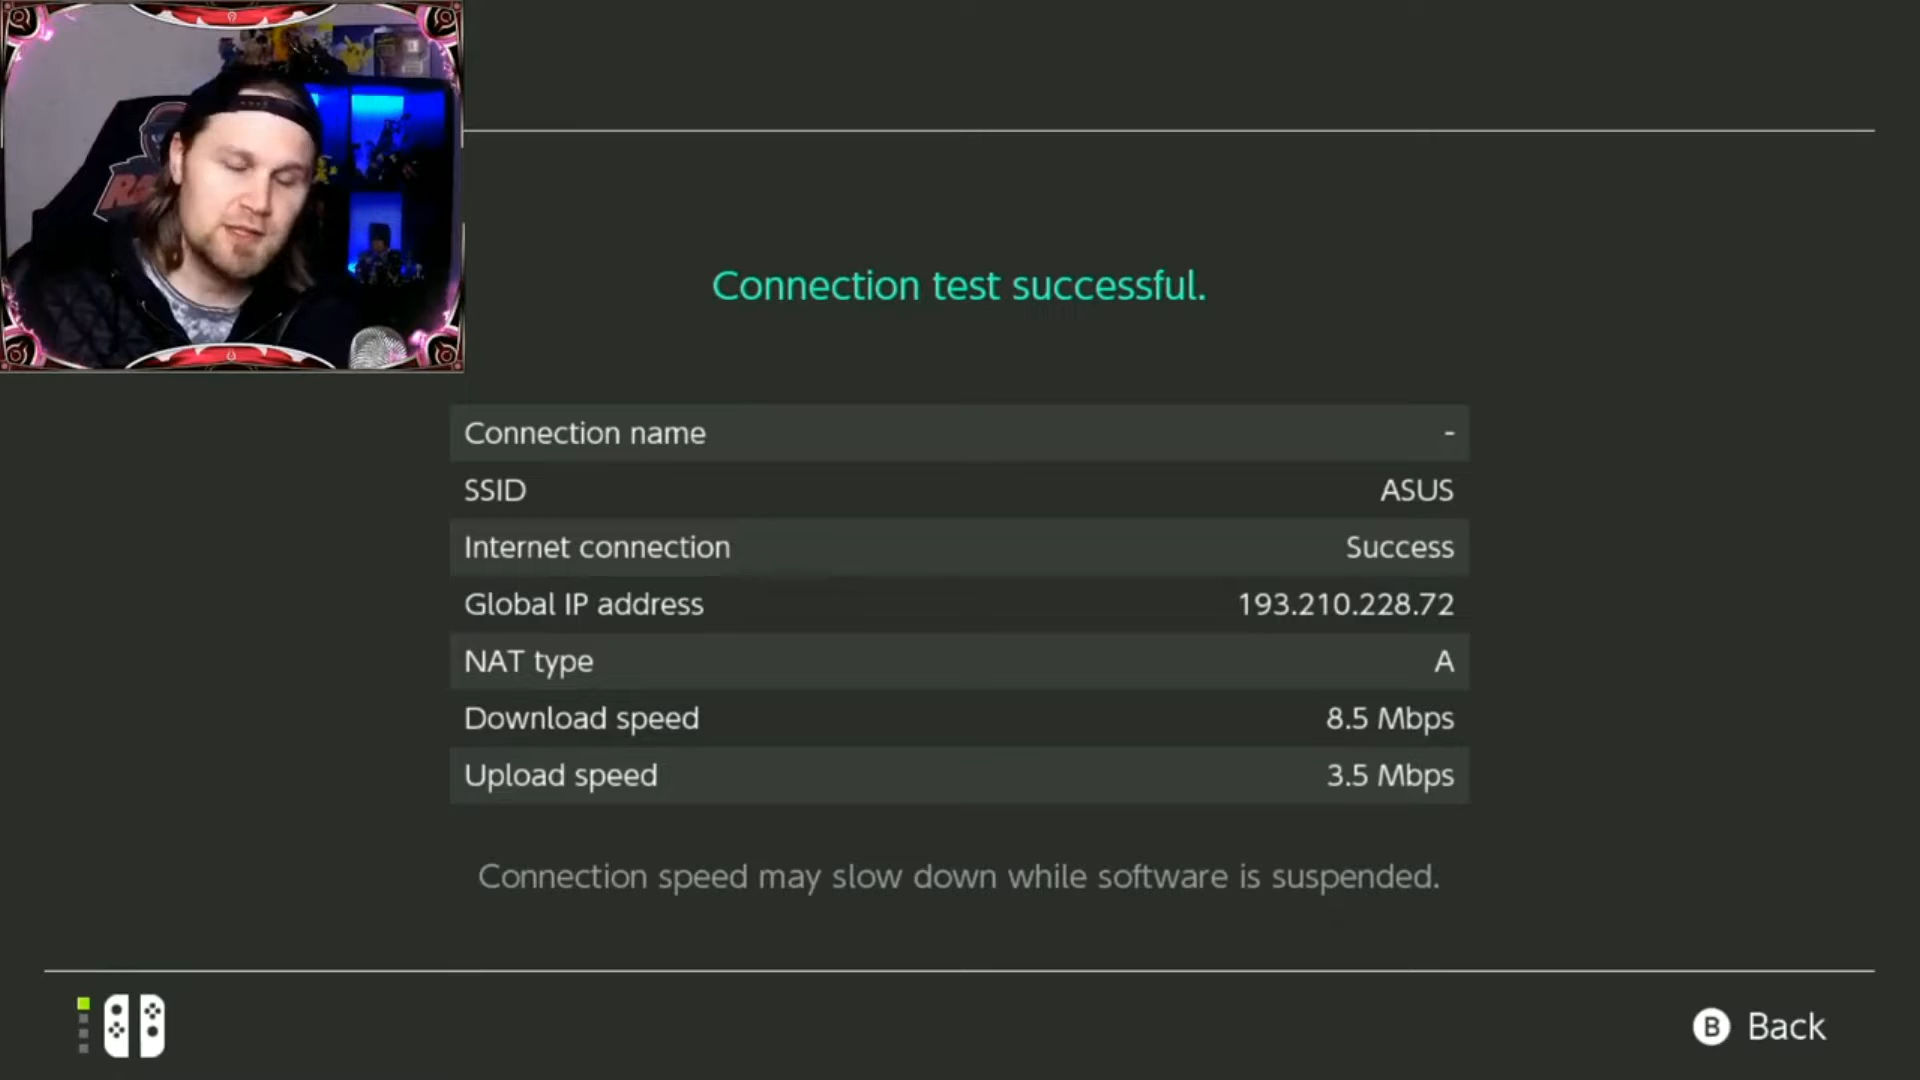 Connection test successful.
Connection name -
SSID ASUS
Internet connection Success
Global IP address 193.210.228.72
NAT type A
Download speed 8.5 Mbps
Upload speed 3.5 Mbps
Connection speed may slow down while software is suspended.
B Back